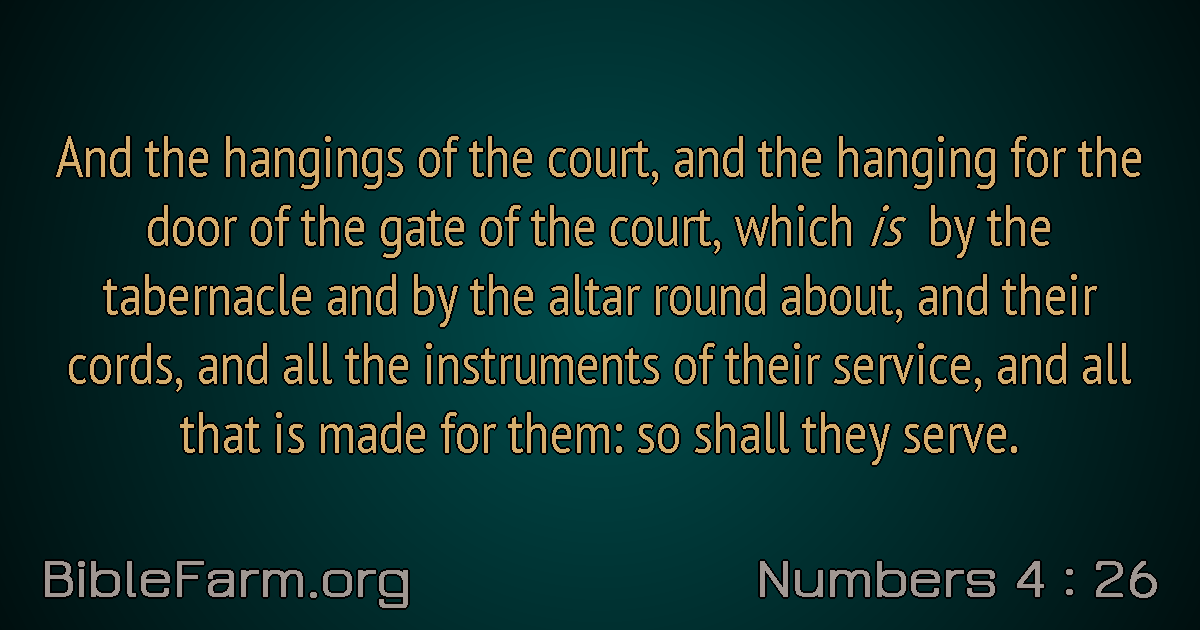 And the hangings of the court, and the hanging for the
door of the gate of the court, which is by the
tabernacle and by the altar round about, and their
cords, and all the instruments of their service, and all
that is made for them: so shall they serve.
BibleFarm.org
Numbers 4 : 26